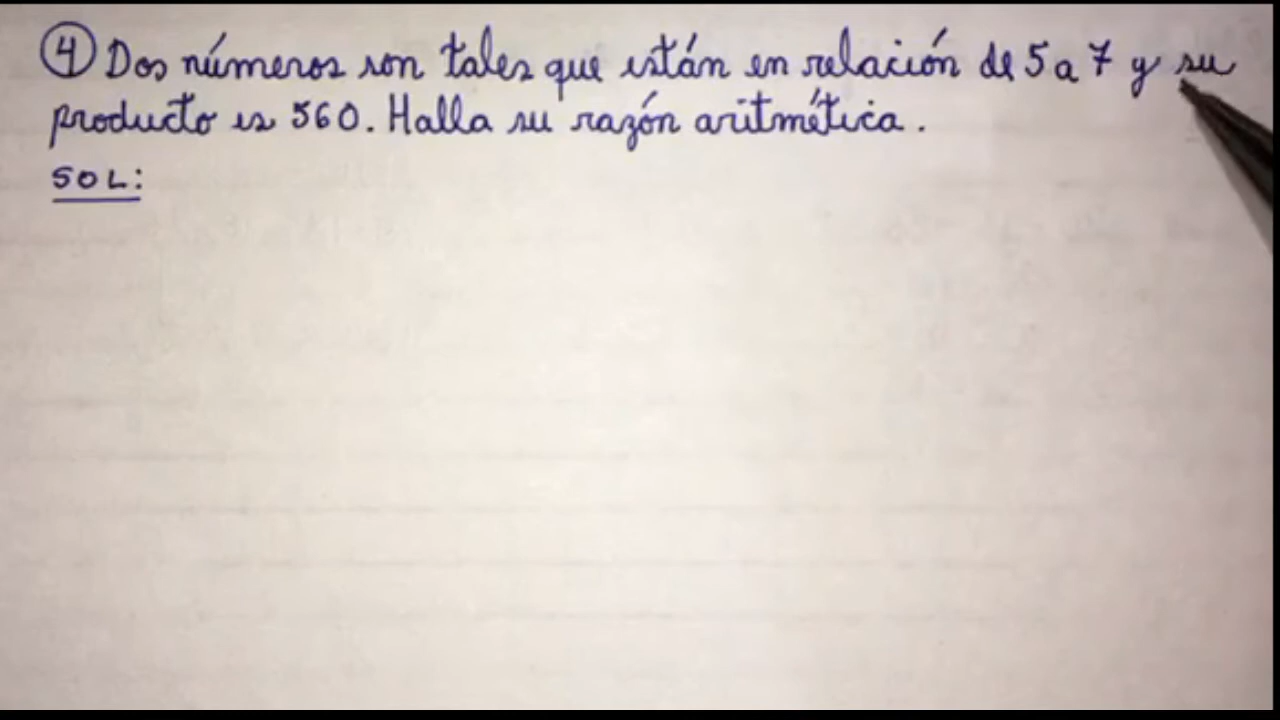 ④ Dos números son tales que están en relación de 5 a 7 y su
producto es 560. Halla su razón aritmética.
SOL: